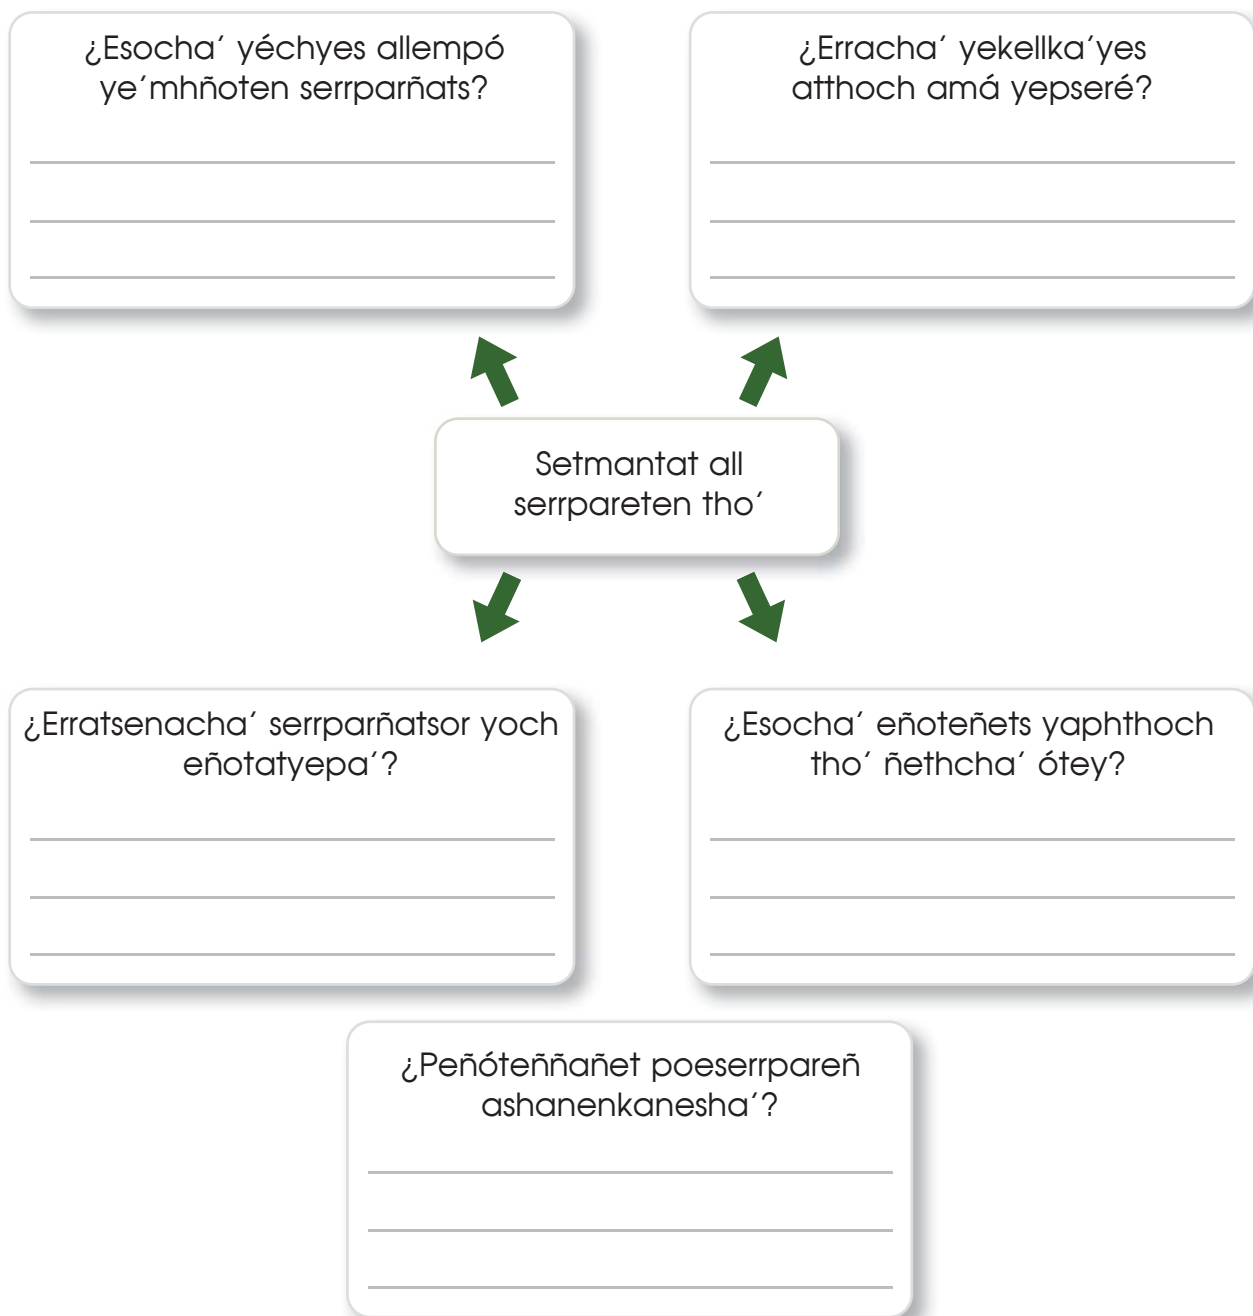 ¿Esocha´ yéchyes allempó
ye´mhñoten serrparñats?
¿Erracha´ yekellka´yes
atthoch amá yepseré?
Setmantat all
serrpareten tho´
¿Erratsenacha´ serrparñatsor yoch
eñotatyepa´?
¿Esocha´ eñoteñets yaphthoch
tho´ ñethcha´ ótey?
¿Peñóteññañet poeserrpareñ
ashanenkanesha´?